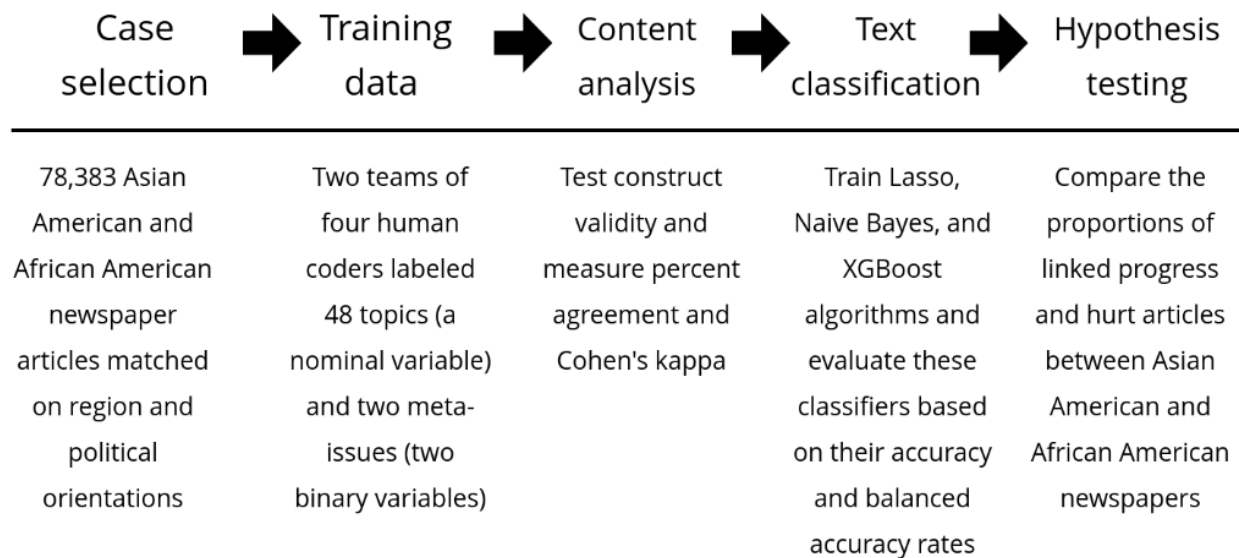 Case
selection
Training
data
Content
analysis
Text
classification
Hypothesis
testing
78,383 Asian
American and
African American
newspaper
articles matched
on region and
political
orientations
Two teams of
four human
coders labeled
48 topics (a
nominal variable)
and two meta-
issues (two
binary variables)
Test construct
validity and
measure percent
agreement and
Cohen's kappa
Train Lasso,
Naive Bayes, and
XGBoost
algorithms and
evaluate these
classifiers based
on their accuracy
and balanced
accuracy rates
Compare the
proportions of
linked progress
and hurt articles
between Asian
American and
African American
newspapers